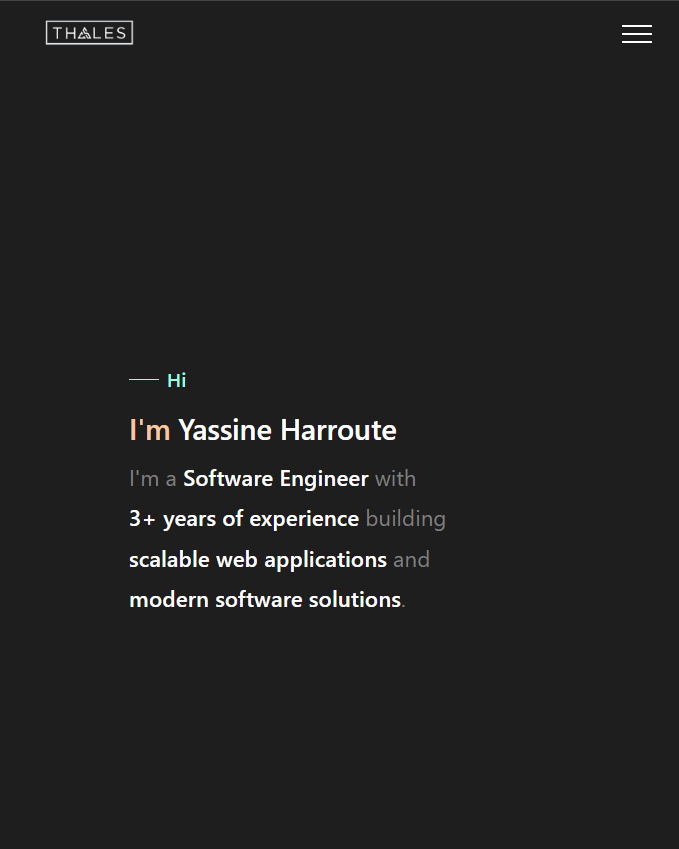 THALES
Hi
I'm Yassine Harroute
I'm a Software Engineer with
3+ years of experience building
scalable web applications and
modern software solutions.